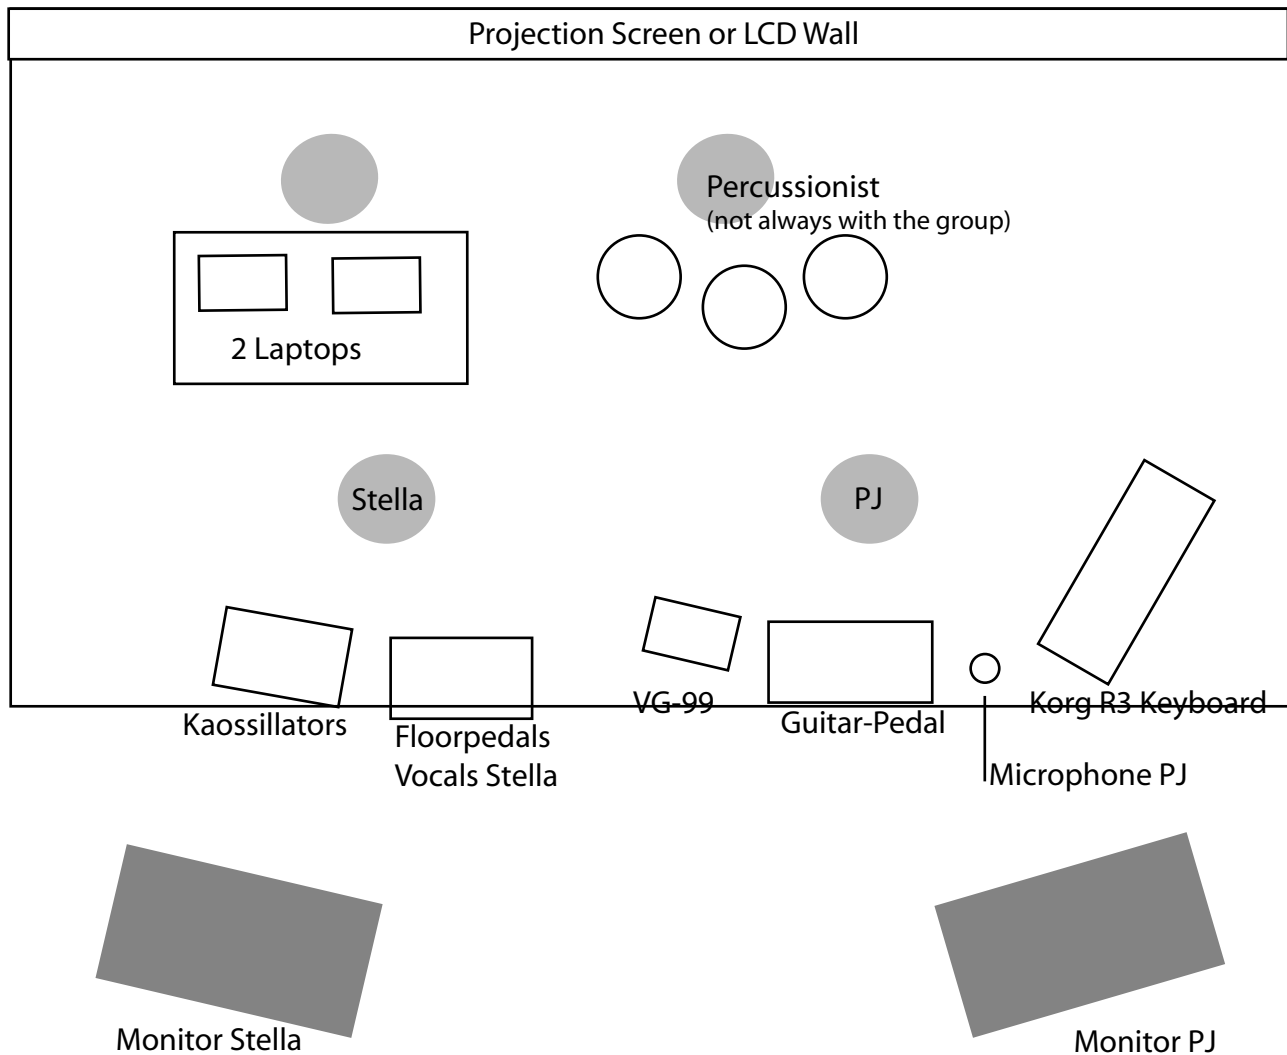 Projection Screen or LCD Wall
Percussionist
(not always with the group)
2 Laptops
Stella
PJ
Kaossillators
Floorpedals
Vocals Stella
VG-99
Guitar-Pedal
Korg R3 Keyboard
Microphone PJ
Monitor Stella
Monitor PJ